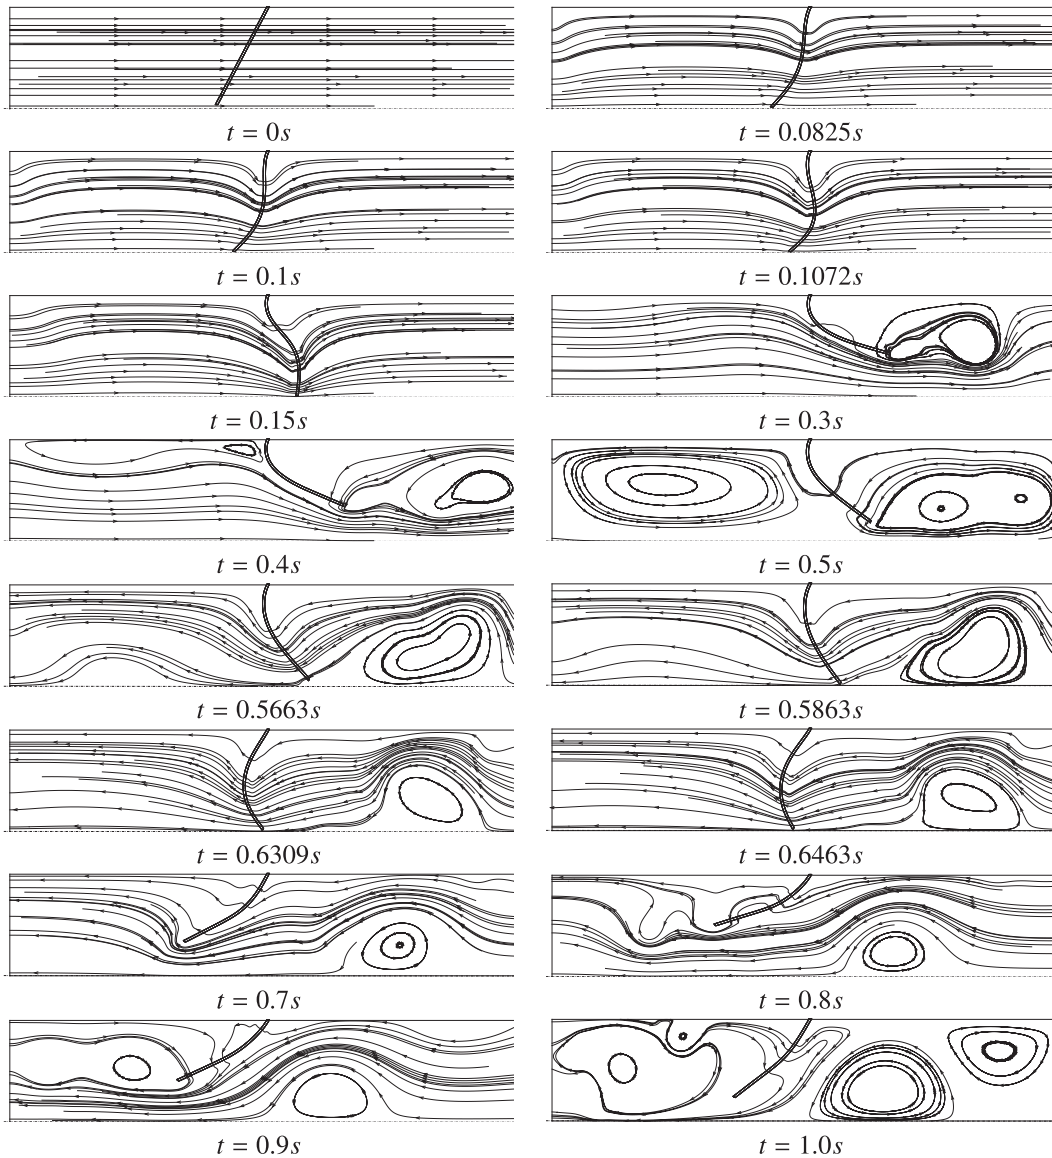 t = 0s
t = 0.0825s
t = 0.1s
t = 0.1072s
t = 0.15s
t = 0.3s
t = 0.4s
t = 0.5s
t = 0.5663s
t = 0.5863s
t = 0.6309s
t = 0.6463s
t = 0.7s
t = 0.8s
t = 0.9s
t = 1.0s